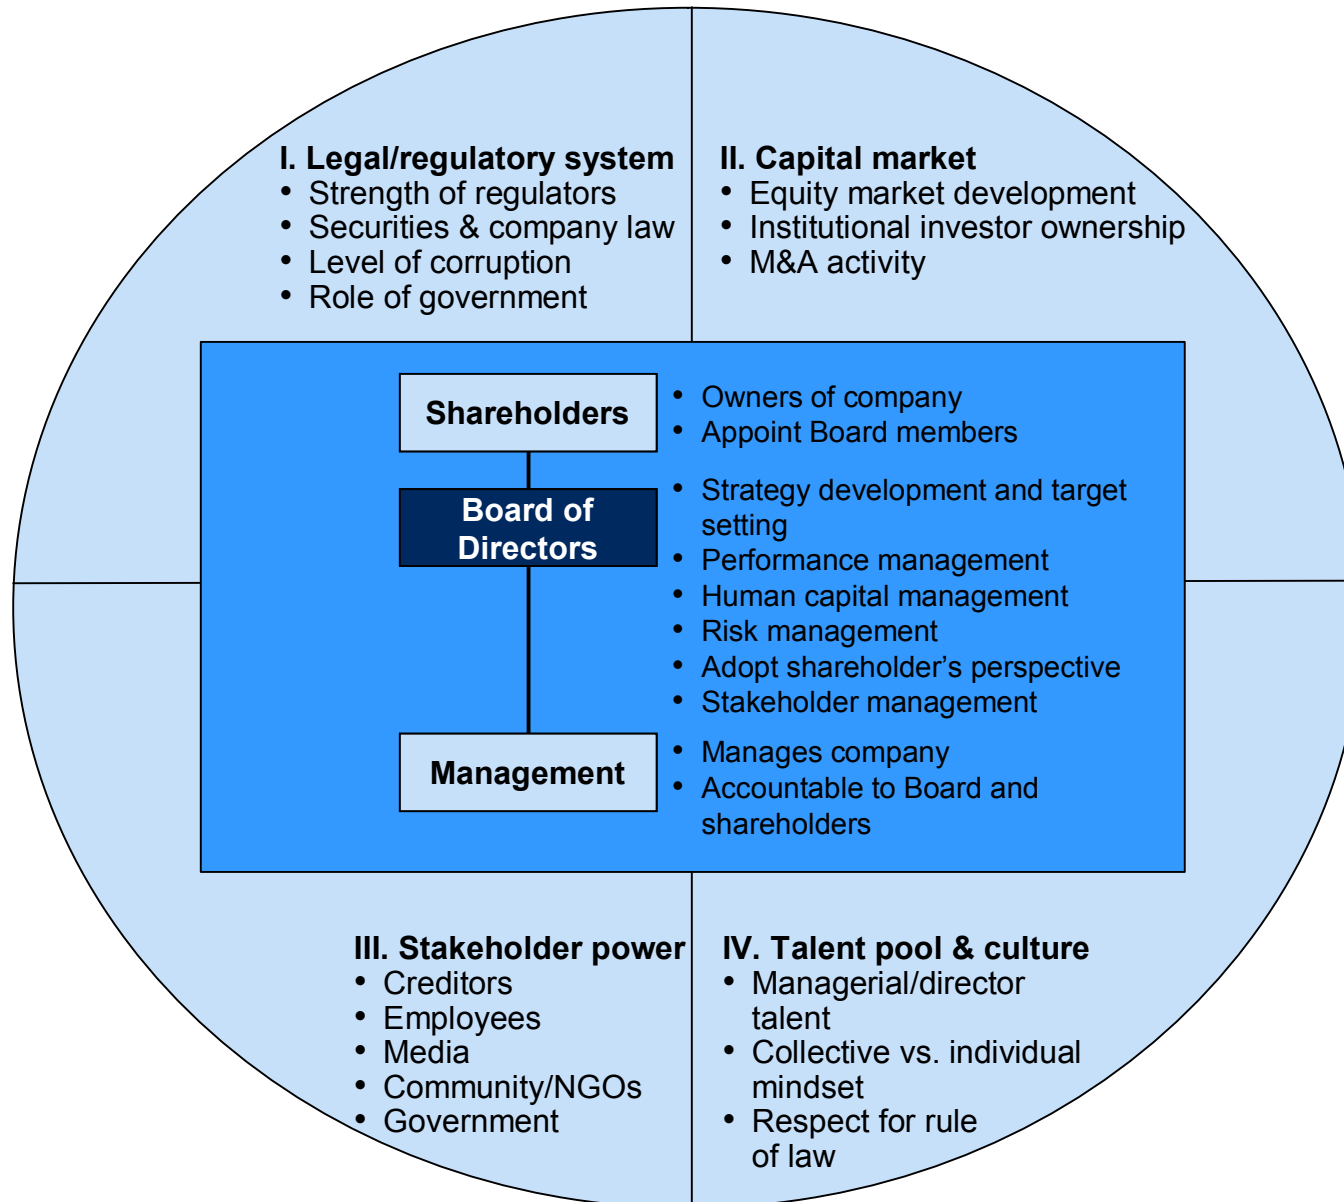 I. Legal/regulatory system
• Strength of regulators
• Securities & company law
• Level of corruption
• Role of government
II. Capital market
• Equity market development
• Institutional investor ownership
• M&A activity
Shareholders
• Owners of company
• Appoint Board members
Board of
Directors
• Strategy development and target
setting
• Performance management
• Human capital management
• Risk management
• Adopt shareholder’s perspective
• Stakeholder management
Management
• Manages company
• Accountable to Board and
shareholders
III. Stakeholder power
• Creditors
• Employees
• Media
• Community/NGOs
• Government
IV. Talent pool & culture
• Managerial/director
talent
• Collective vs. individual
mindset
• Respect for rule
of law